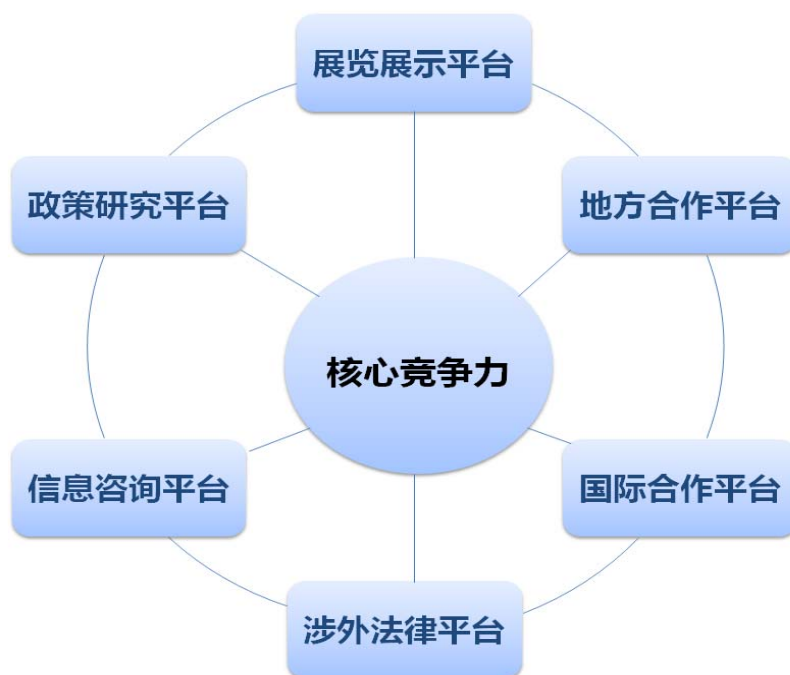 展览展示平台
政策研究平台
地方合作平台
核心竞争力
信息咨询平台
国际合作平台
涉外法律平台